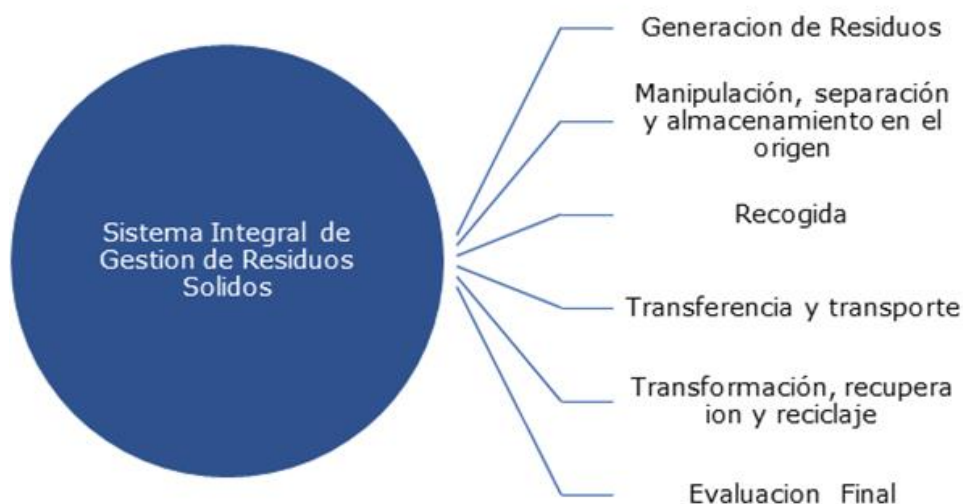 Sistema Integral de
Gestion de Residuos
Solidos
Generacion de Residuos
Manipulación, separación
y almacenamiento en el
origen
Recogida
Transferencia y transporte
Transformación, recupera
ion y reciclaje
Evaluacion Final